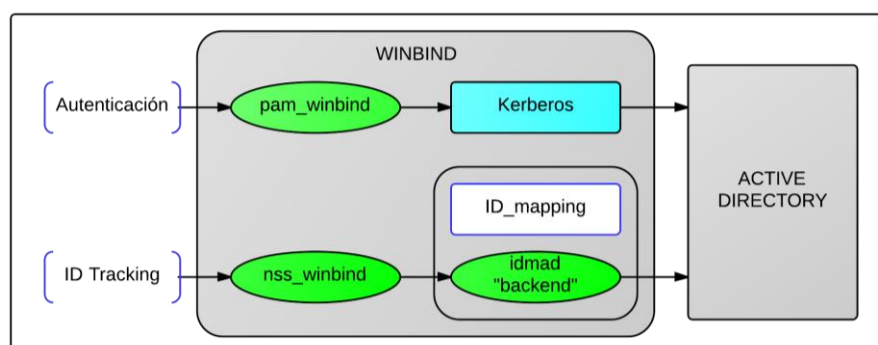 WINBIND
Autenticación
pam_winbind
Kerberos
ACTIVE
DIRECTORY
ID_mapping
ID Tracking
nss_winbind
idmad
"backend"